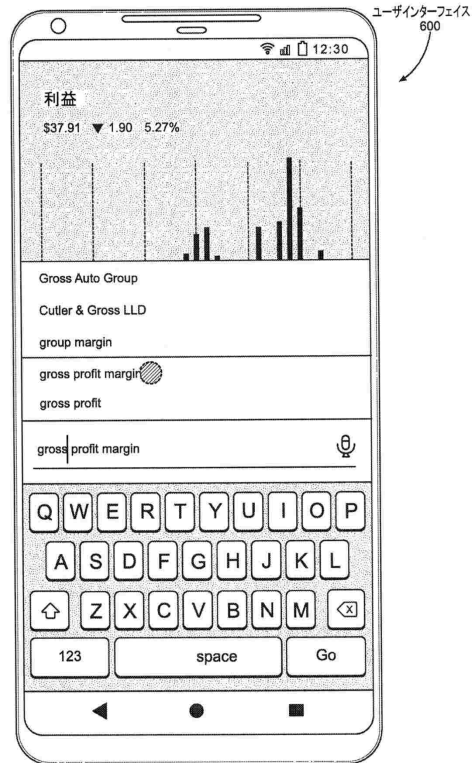 ユーザインターフェイス
600
12:30
利益
$37.91 ▼ 1.90 5.27%
Gross Auto Group
Cutler & Gross LLD
group margin
gross profit margin
gross profit
gross profit margin
Q W E R T Y U I O P
A S D F G H J K L
Z X C V B N M
123 space Go